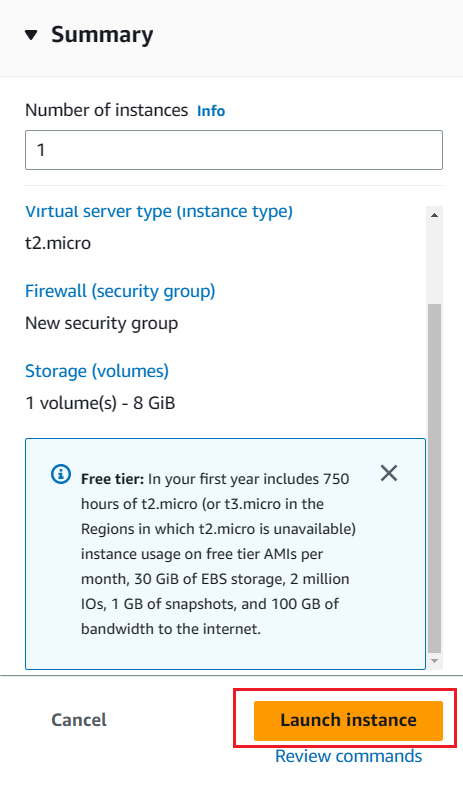 Summary
Number of instances Info
1
Virtual server type (instance type)
t2.micro
Firewall (security group)
New security group
Storage (volumes)
1 volume(s) - 8 GiB
Free tier: In your first year includes 750
hours of t2.micro (or t3.micro in the
Regions in which t2.micro is unavailable)
instance usage on free tier AMIs per
month, 30 GiB of EBS storage, 2 million
IOs, 1 GB of snapshots, and 100 GB of
bandwidth to the internet.
Cancel
Launch instance
Review commands